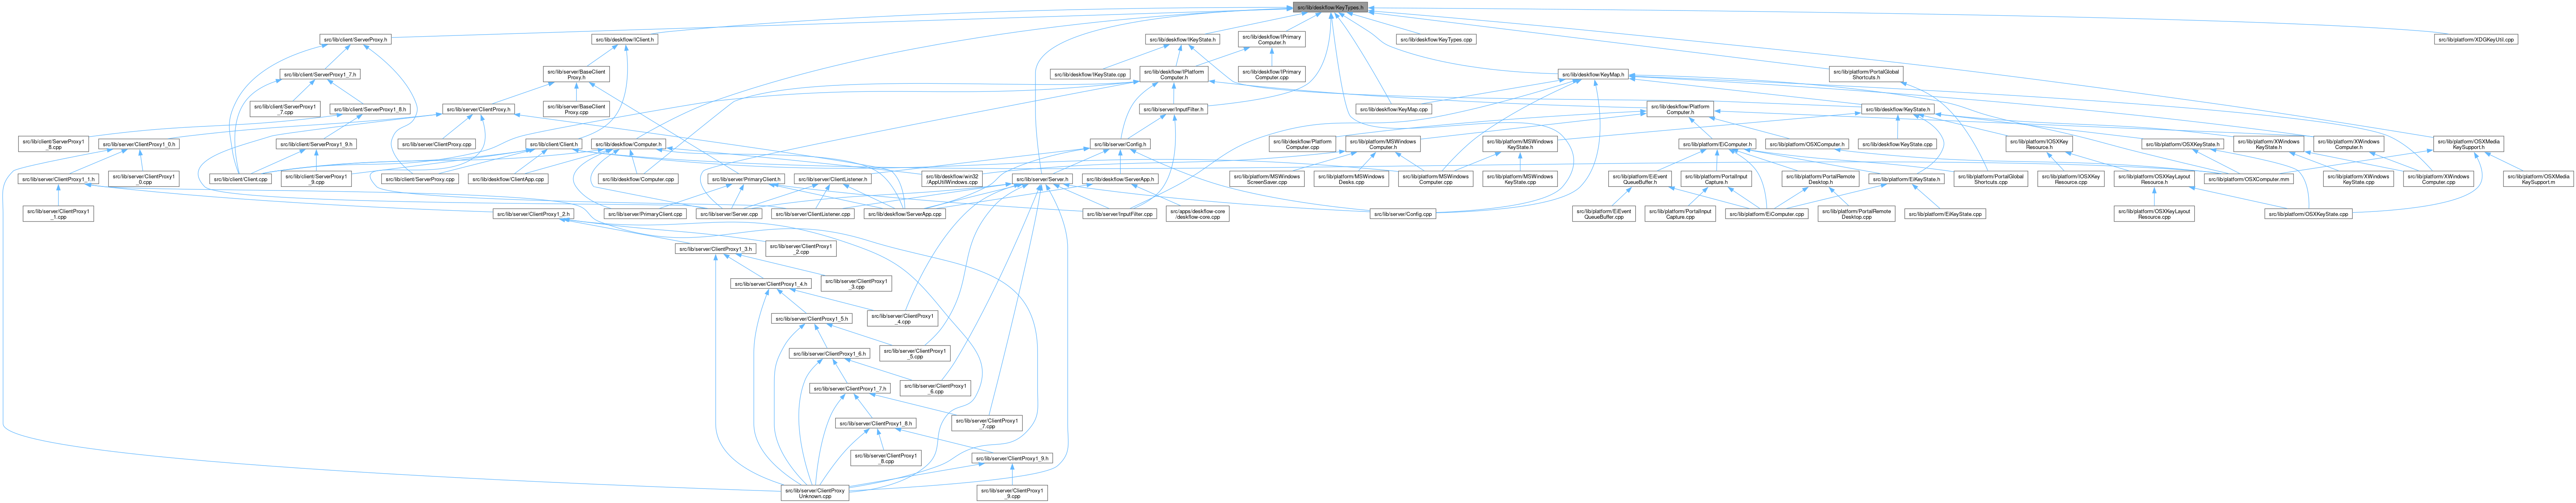 src/lib/deskflow/KeyTypes.h
src/lib/client/ServerProxy.h
src/lib/deskflow/IClient.h
src/lib/deskflow/IKeyState.h
src/lib/deskflow/IPrimary
Computer.h
src/lib/deskflow/KeyTypes.cpp
src/lib/platform/XDGKeyUtil.cpp
src/lib/client/ServerProxy1_7.h
src/lib/server/BaseClient
Proxy.h
src/lib/deskflow/IKeyState.cpp
src/lib/deskflow/IPlatform
Computer.h
src/lib/deskflow/IPrimary
Computer.cpp
src/lib/deskflow/KeyMap.h
src/lib/platform/PortalGlobal
Shortcuts.h
src/lib/client/ServerProxy1
_7.cpp
src/lib/client/ServerProxy1_8.h
src/lib/server/ClientProxy.h
src/lib/server/BaseClient
Proxy.cpp
src/lib/server/InputFilter.h
src/lib/deskflow/KeyMap.cpp
src/lib/deskflow/Platform
Computer.h
src/lib/deskflow/KeyState.h
src/lib/client/ServerProxy1
_8.cpp
src/lib/server/ClientProxy1_0.h
src/lib/client/ServerProxy1_9.h
src/lib/server/ClientProxy.cpp
src/lib/client/Client.h
src/lib/deskflow/Computer.h
src/lib/server/Config.h
src/lib/deskflow/Platform
Computer.cpp
src/lib/platform/MSWindows
Computer.h
src/lib/platform/MSWindows
KeyState.h
src/lib/platform/EiComputer.h
src/lib/platform/OSXComputer.h
src/lib/deskflow/KeyState.cpp
src/lib/platform/IOSXKey
Resource.h
src/lib/platform/OSXKeyState.h
src/lib/platform/XWindows
KeyState.h
src/lib/platform/XWindows
Computer.h
src/lib/platform/OSXMedia
KeySupport.h
src/lib/server/ClientProxy1_1.h
src/lib/server/ClientProxy1
_0.cpp
src/lib/client/Client.cpp
src/lib/client/ServerProxy1
_9.cpp
src/lib/client/ServerProxy.cpp
src/lib/deskflow/ClientApp.cpp
src/lib/deskflow/Computer.cpp
src/lib/server/PrimaryClient.h
src/lib/server/ClientListener.h
src/lib/deskflow/win32
/AppUtilWindows.cpp
src/lib/server/Server.h
src/lib/deskflow/ServerApp.h
src/lib/platform/MSWindows
ScreenSaver.cpp
src/lib/platform/MSWindows
Desks.cpp
src/lib/platform/MSWindows
Computer.cpp
src/lib/platform/MSWindows
KeyState.cpp
src/lib/platform/EiEvent
QueueBuffer.h
src/lib/platform/PortalInput
Capture.h
src/lib/platform/PortalRemote
Desktop.h
src/lib/platform/EiKeyState.h
src/lib/platform/PortalGlobal
Shortcuts.cpp
src/lib/platform/IOSXKey
Resource.cpp
src/lib/platform/OSXKeyLayout
Resource.h
src/lib/platform/OSXComputer.mm
src/lib/platform/XWindows
KeyState.cpp
src/lib/platform/XWindows
Computer.cpp
src/lib/platform/OSXMedia
KeySupport.m
src/lib/server/ClientProxy1
_1.cpp
src/lib/server/ClientProxy1_2.h
src/lib/server/PrimaryClient.cpp
src/lib/server/Server.cpp
src/lib/server/ClientListener.cpp
src/lib/deskflow/ServerApp.cpp
src/lib/server/InputFilter.cpp
src/apps/deskflow-core
/deskflow-core.cpp
src/lib/server/Config.cpp
src/lib/platform/EiEvent
QueueBuffer.cpp
src/lib/platform/PortalInput
Capture.cpp
src/lib/platform/EiComputer.cpp
src/lib/platform/PortalRemote
Desktop.cpp
src/lib/platform/EiKeyState.cpp
src/lib/platform/OSXKeyLayout
Resource.cpp
src/lib/platform/OSXKeyState.cpp
src/lib/server/ClientProxy1_3.h
src/lib/server/ClientProxy1
_2.cpp
src/lib/server/ClientProxy1_4.h
src/lib/server/ClientProxy1
_3.cpp
src/lib/server/ClientProxy1_5.h
src/lib/server/ClientProxy1
_4.cpp
src/lib/server/ClientProxy1_6.h
src/lib/server/ClientProxy1
_5.cpp
src/lib/server/ClientProxy1_7.h
src/lib/server/ClientProxy1
_6.cpp
src/lib/server/ClientProxy1_8.h
src/lib/server/ClientProxy1
_7.cpp
src/lib/server/ClientProxy1
_8.cpp
src/lib/server/ClientProxy1_9.h
src/lib/server/ClientProxy
Unknown.cpp
src/lib/server/ClientProxy1
_9.cpp